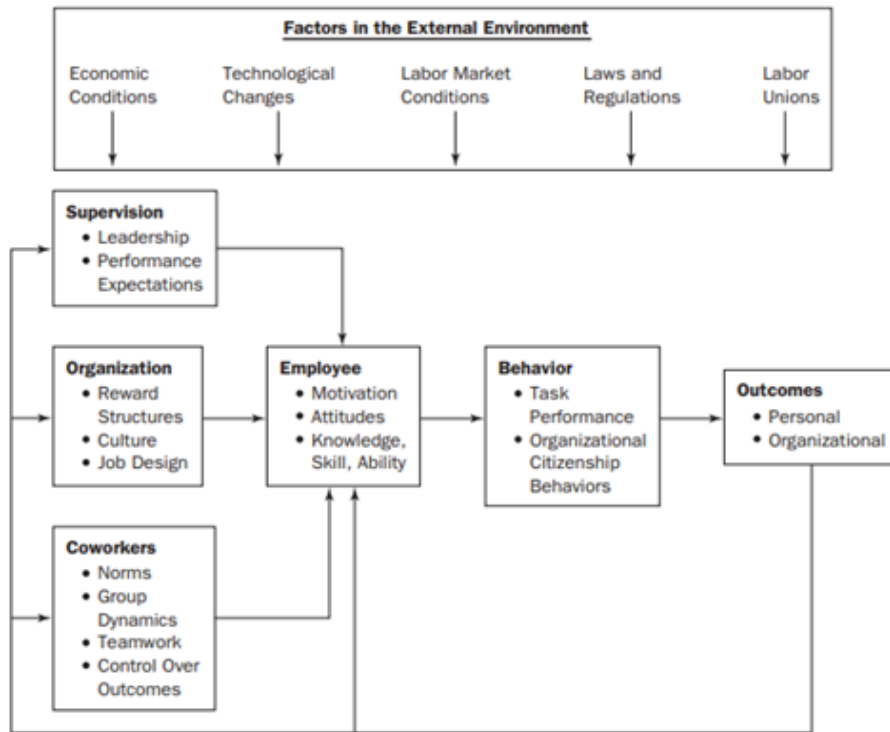 Factors in the External Environment
Economic
Conditions
Technological
Changes
Labor Market
Conditions
Laws and
Regulations
Labor
Unions
Supervision
• Leadership
• Performance
Expectations
Organization
• Reward
Structures
• Culture
• Job Design
Coworkers
• Norms
• Group
Dynamics
• Teamwork
• Control Over
Outcomes
Employee
• Motivation
• Attitudes
• Knowledge,
Skill, Ability
Behavior
• Task
Performance
• Organizational
Citizenship
Behaviors
Outcomes
• Personal
• Organizational